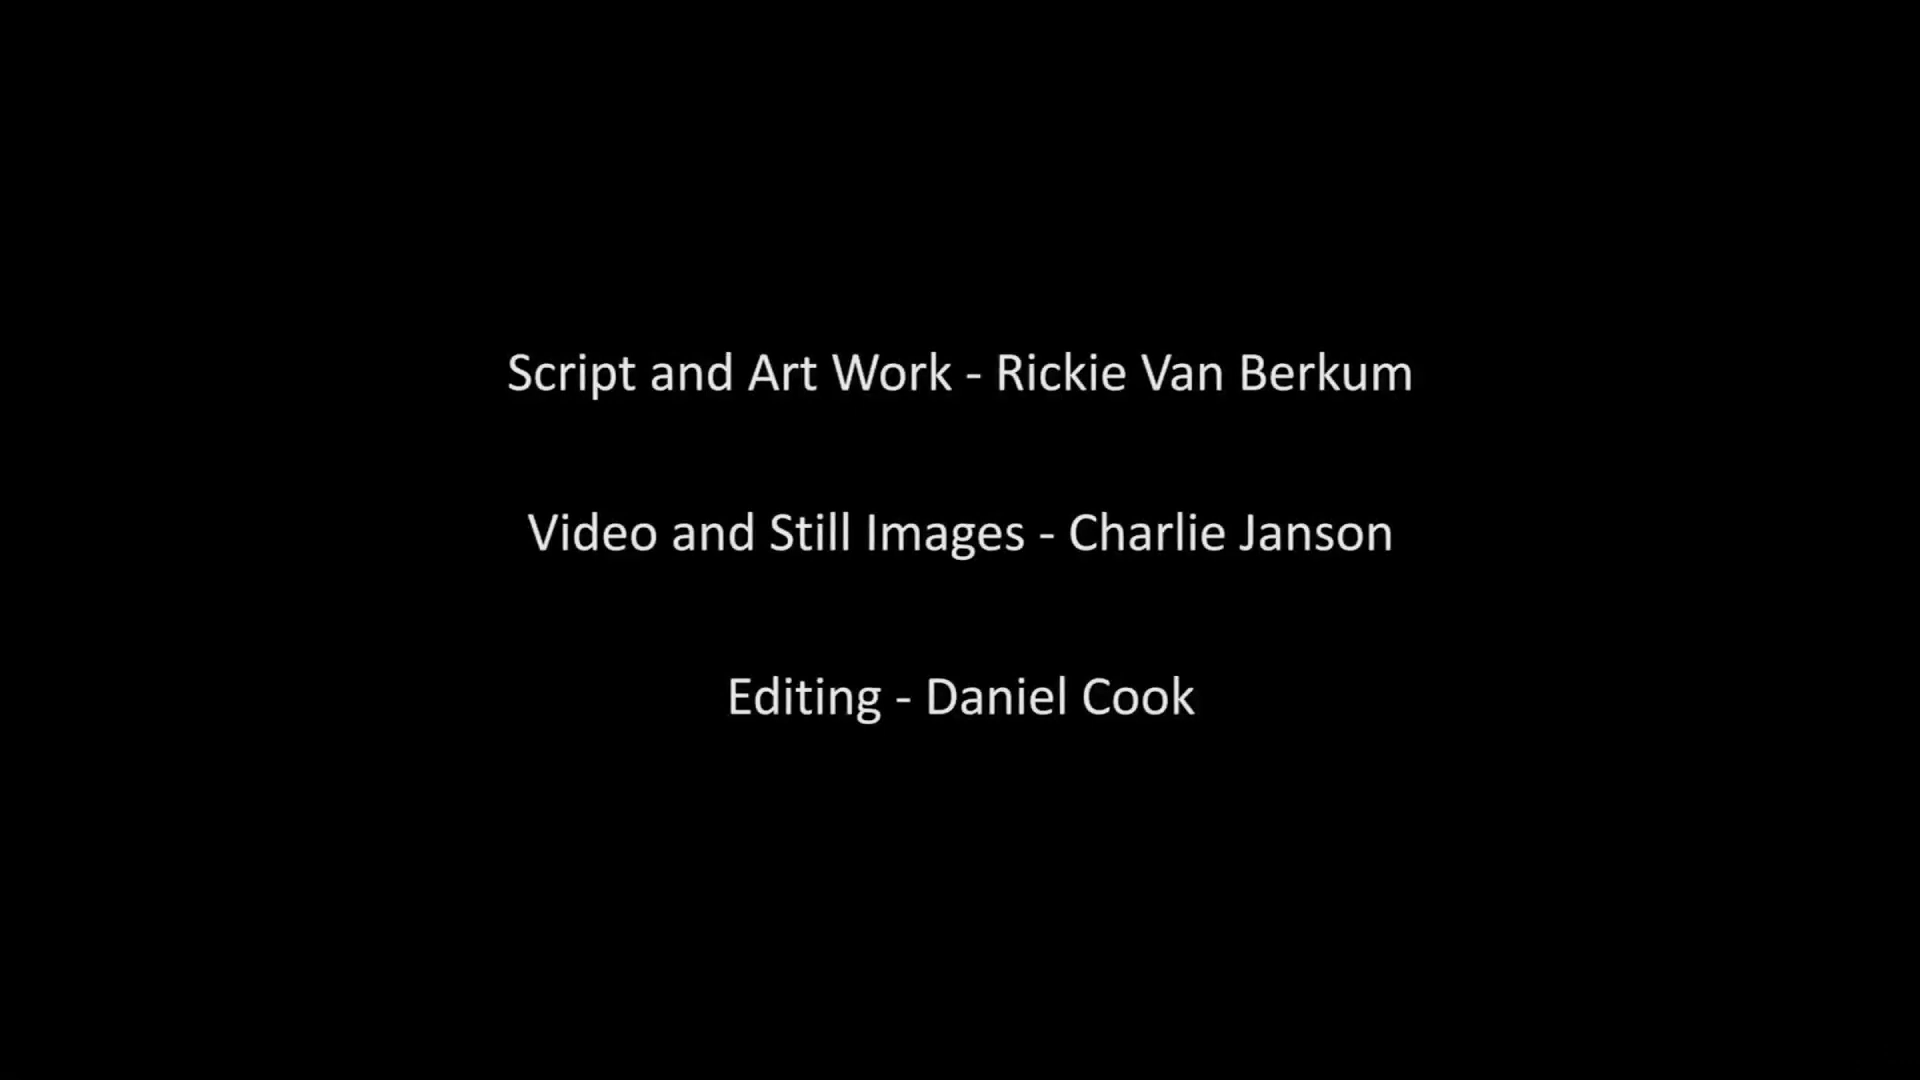 Script and Art Work - Rickie Van Berkum
Video and Still Images - Charlie Janson
Editing - Daniel Cook